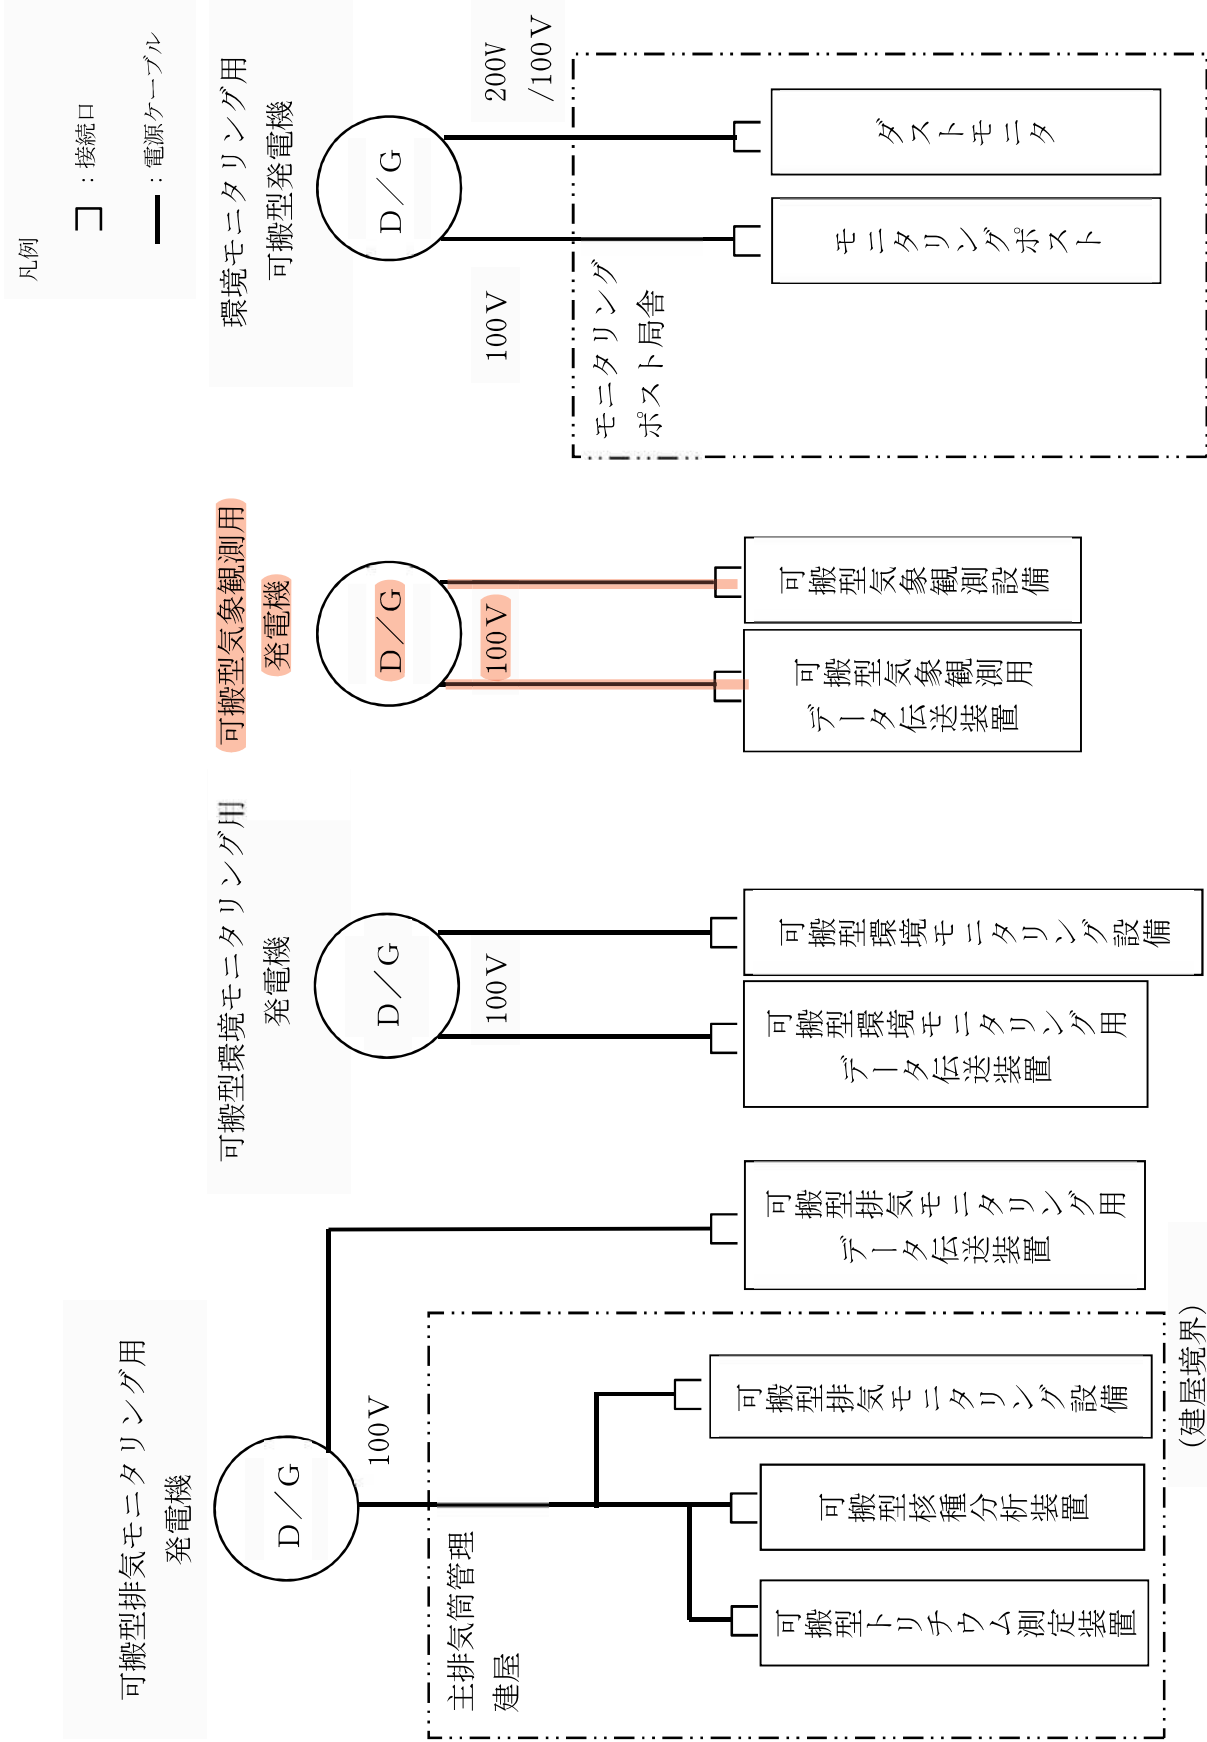 可搬型排気モニタリング用
発電機
D／G
100V
主排気筒管理
建屋
可搬型トリチウム測定装置
可搬型核種分析装置
可搬型排気モニタリング設備
(建屋境界)
可搬型排気モニタリング用
データ伝送装置
可搬型環境モニタリング用
発電機
D／G
100V
可搬型環境モニタリング用
データ伝送装置
可搬型環境モニタリング設備
可搬型気象観測用
発電機
D／G
100V
可搬型気象観測用
データ伝送装置
可搬型気象観測設備
環境モニタリング用
可搬型発電機
D／G
100V
200V
/100V
モニタリング
ポスト局舎
モニタリングポスト
ダストモニタ
凡例
：接続口
：電源ケーブル